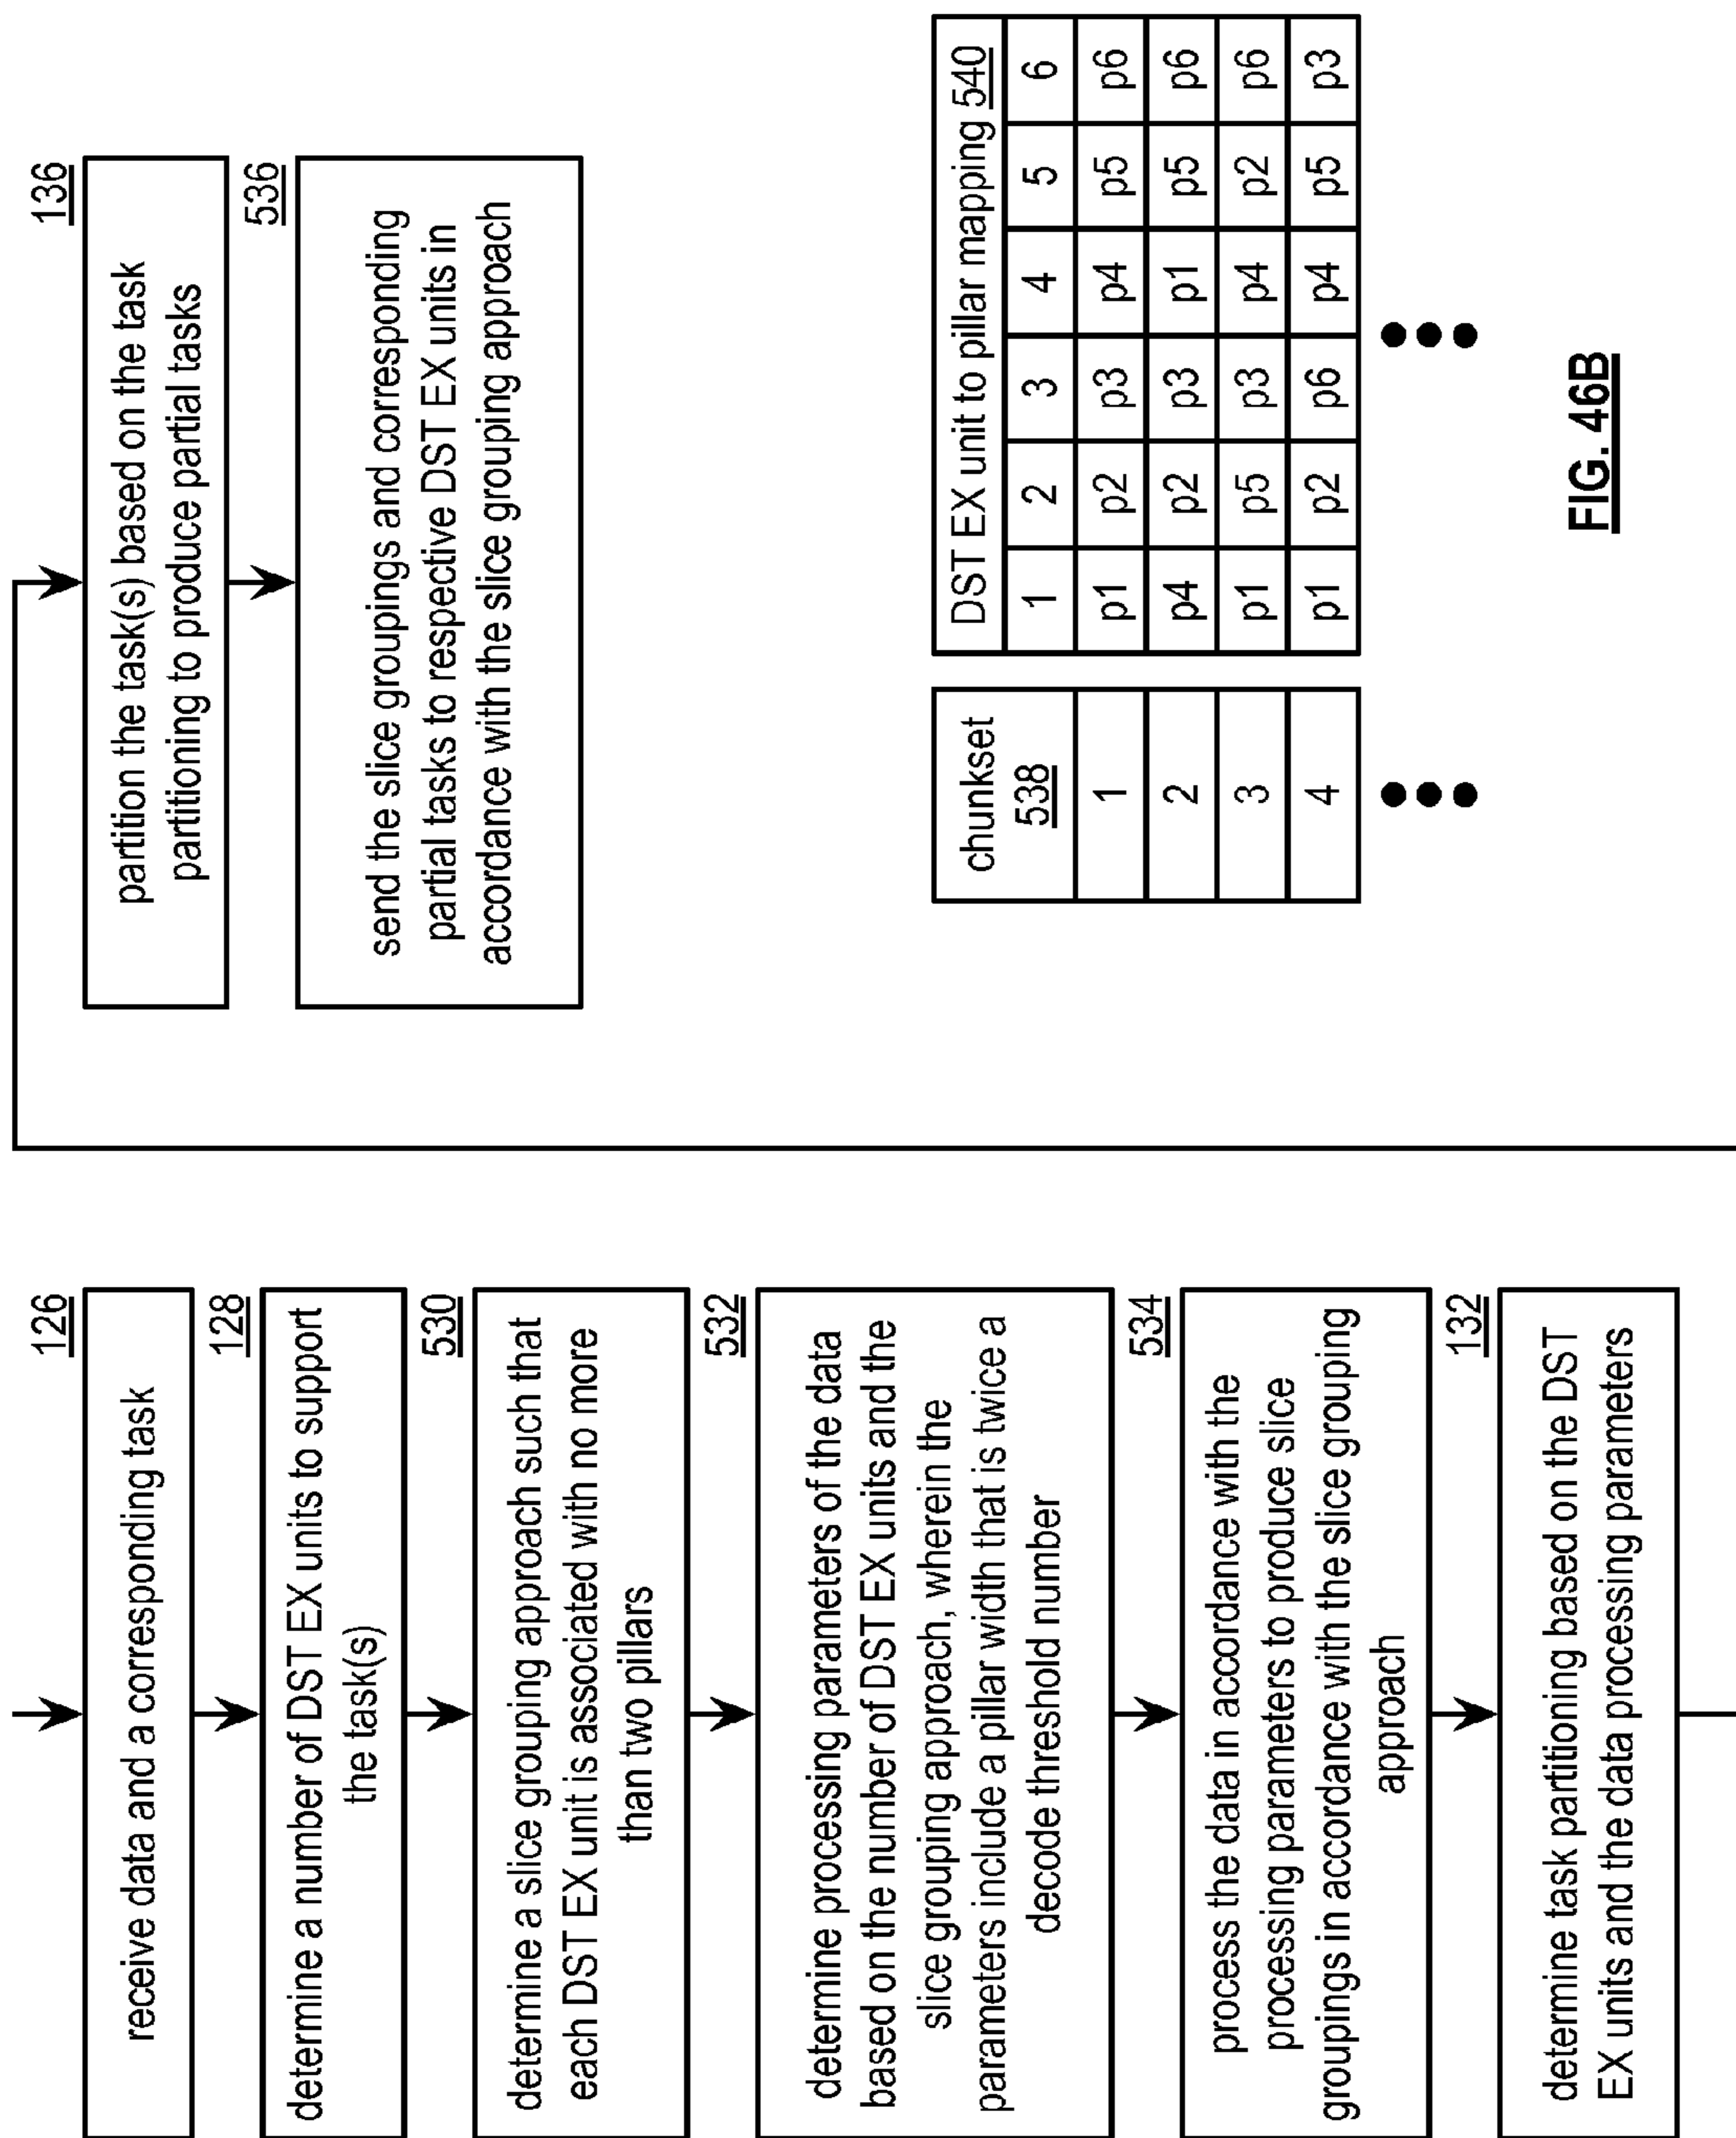 126
receive data and a corresponding task
128
determine a number of DST EX units to support
the task(s)
530
determine a slice grouping approach such that
each DST EX unit is associated with no more
than two pillars
532
determine processing parameters of the data
based on the number of DST EX units and the
slice grouping approach, wherein the
parameters include a pillar width that is twice a
decode threshold number
534
process the data in accordance with the
processing parameters to produce slice
groupings in accordance with the slice grouping
approach
132
determine task partitioning based on the DST
EX units and the data processing parameters
136
partition the task(s) based on the task
partitioning to produce partial tasks
536
send the slice groupings and corresponding
partial tasks to respective DST EX units in
accordance with the slice grouping approach
chunkset
538
DST EX unit to pillar mapping 540
1 2 3 4 5 6
1 p1 p2 p3 p4 p5 p6
2 p4 p2 p3 p1 p5 p6
3 p1 p5 p3 p4 p2 p6
4 p1 p2 p6 p4 p5 p3
FIG. 46B